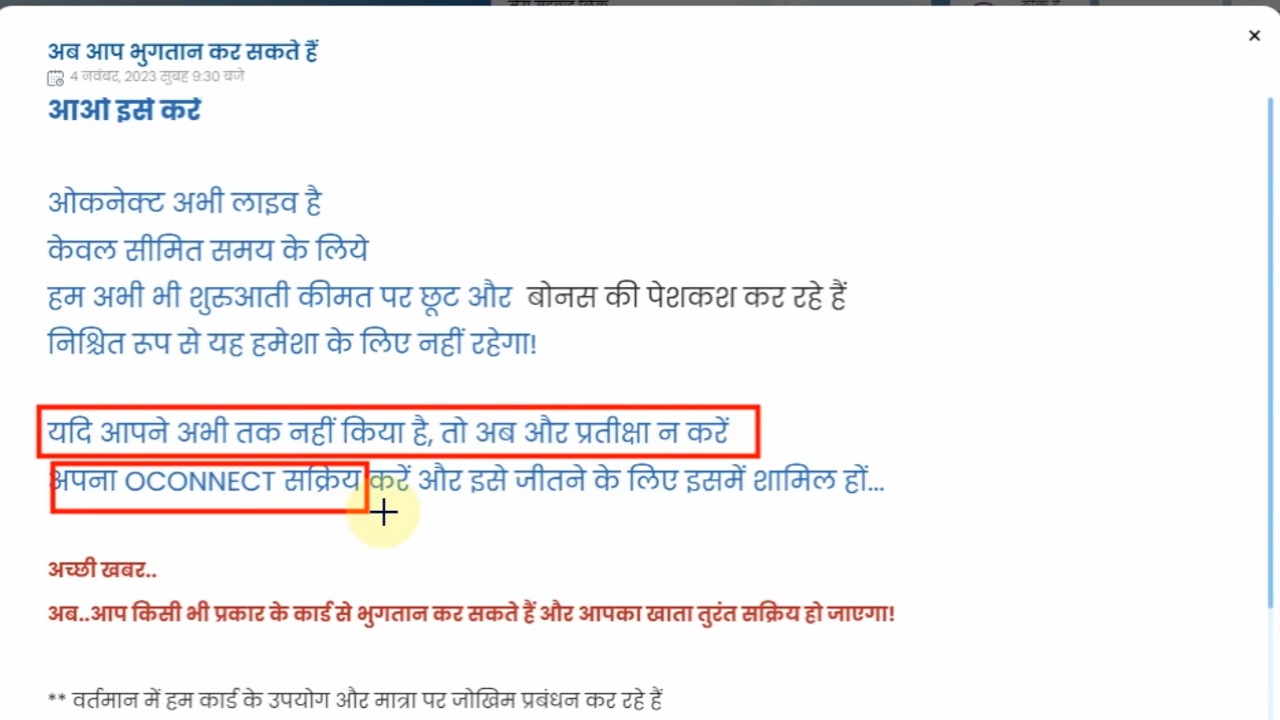 अब आप भुगतान कर सकते हैं
4 नवंबर, 2023 सुबह 9:30 बजे
आओ इसे करें
ओकनेक्ट अभी लाइव है
केवल सीमित समय के लिये
हम अभी भी शुरुआती कीमत पर छूट और बोनस की पेशकश कर रहे हैं
निश्चित रूप से यह हमेशा के लिए नहीं रहेगा!
यदि आपने अभी तक नहीं किया है, तो अब और प्रतीक्षा न करें
अपना OCONNECT सक्रिय करें और इसे जीतने के लिए इसमें शामिल हों...
अच्छी खबर..
अब..आप किसी भी प्रकार के कार्ड से भुगतान कर सकते हैं और आपका खाता तुरंत सक्रिय हो जाएगा!
** वर्तमान में हम कार्ड के उपयोग और मात्रा पर जोखिम प्रबंधन कर रहे हैं